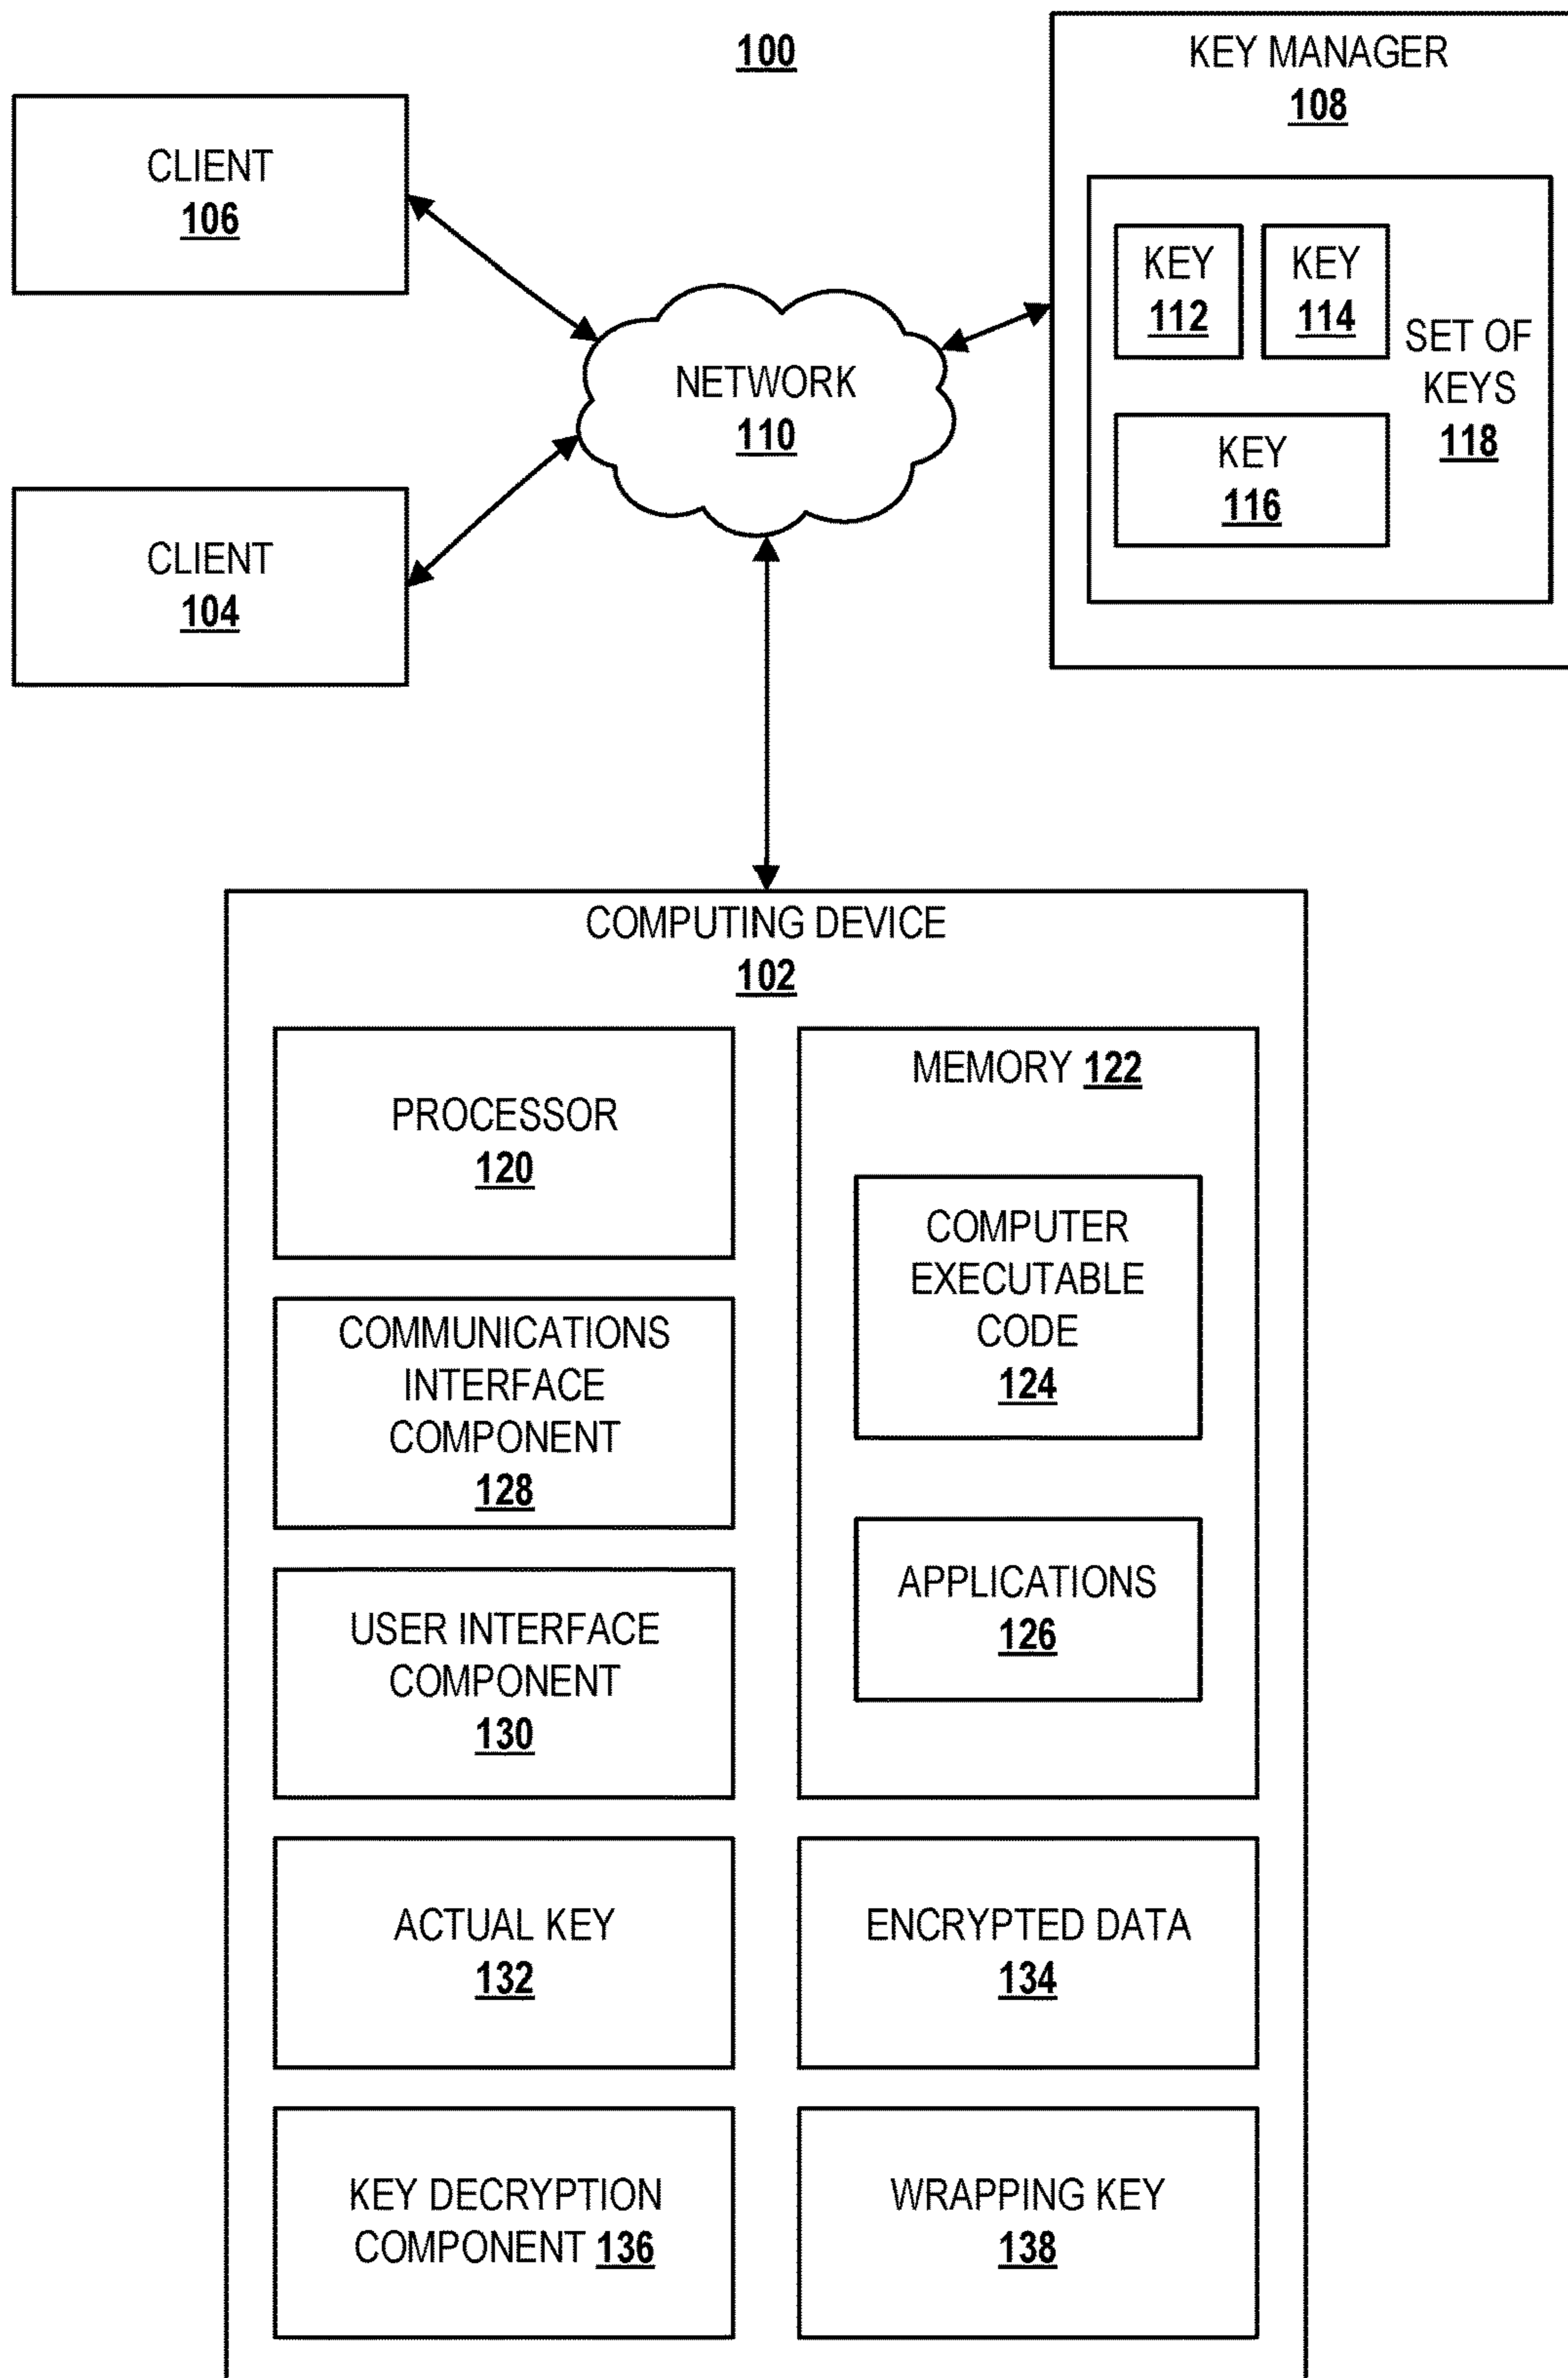 100
CLIENT
106
CLIENT
104
NETWORK
110
KEY MANAGER
108
KEY
112
KEY
114
KEY
116
SET OF
KEYS
118
COMPUTING DEVICE
102
PROCESSOR
120
COMMUNICATIONS
INTERFACE
COMPONENT
128
USER INTERFACE
COMPONENT
130
MEMORY 122
COMPUTER
EXECUTABLE
CODE
124
APPLICATIONS
126
ACTUAL KEY
132
ENCRYPTED DATA
134
KEY DECRYPTION
COMPONENT 136
WRAPPING KEY
138